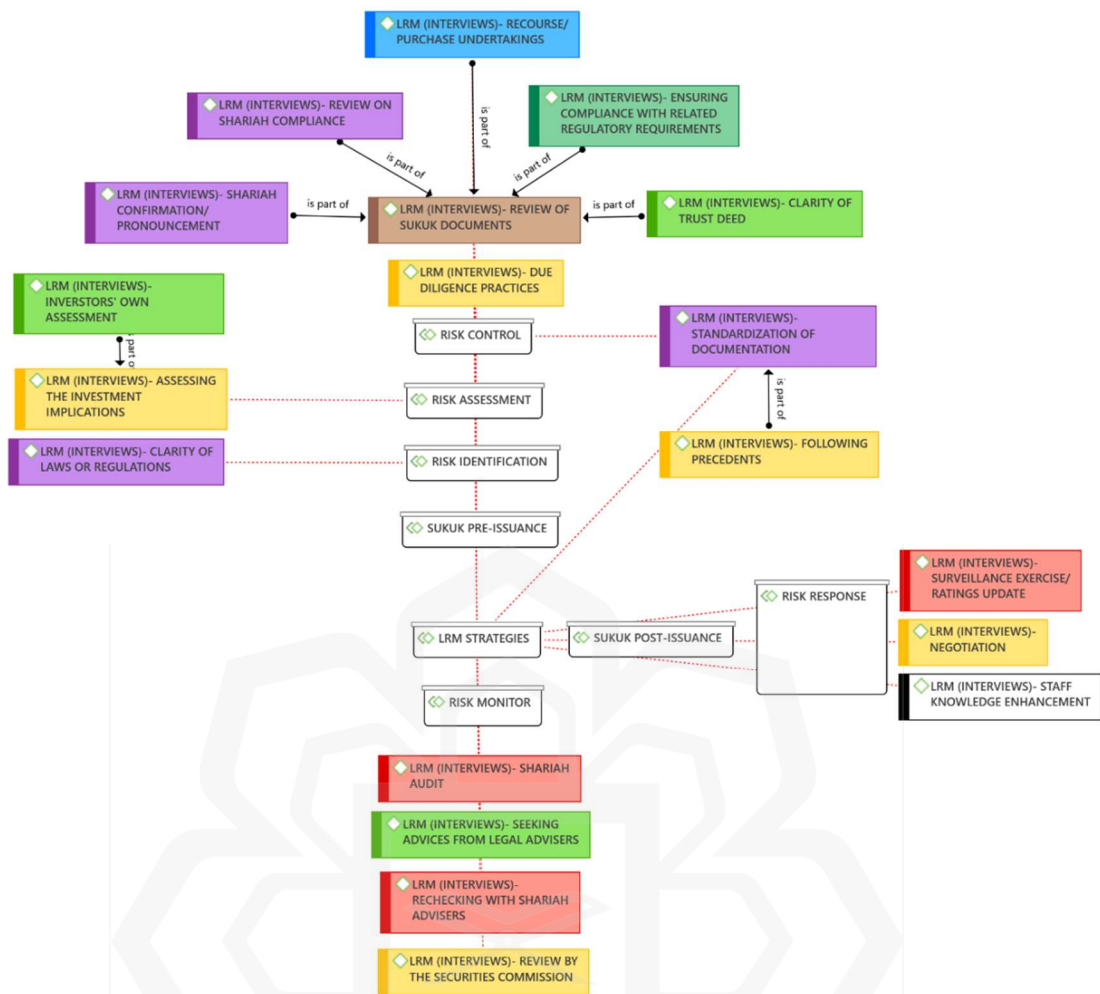 LRM (INTERVIEWS)- RECOURSE/
PURCHASE UNDERTAKINGS
LRM (INTERVIEWS)- REVIEW ON
SHARIAH COMPLIANCE
is part of
LRM (INTERVIEWS)- ENSURING
COMPLIANCE WITH RELATED
REGULATORY REQUIREMENTS
is part of
is part of
LRM (INTERVIEWS)- SHARIAH
CONFIRMATION/
PRONOUNCEMENT
is part of
LRM (INTERVIEWS)- REVIEW OF
SUKUK DOCUMENTS
is part of
LRM (INTERVIEWS)- CLARITY OF
TRUST DEED
LRM (INTERVIEWS)- DUE
DILIGENCE PRACTICES
LRM (INTERVIEWS)-
INVERSTORS' OWN
ASSESSMENT
is part of
RISK CONTROL
LRM (INTERVIEWS)-
STANDARDIZATION OF
DOCUMENTATION
LRM (INTERVIEWS)- ASSESSING
THE INVESTMENT
IMPLICATIONS
RISK ASSESSMENT
is part of
LRM (INTERVIEWS)- CLARITY OF
LAWS OR REGULATIONS
RISK IDENTIFICATION
LRM (INTERVIEWS)- FOLLOWING
PRECEDENTS
SUKUK PRE-ISSUANCE
LRM STRATEGIES
SUKUK POST-ISSUANCE
RISK RESPONSE
LRM (INTERVIEWS)-
SURVEILLANCE EXERCISE/
RATINGS UPDATE
LRM (INTERVIEWS)-
NEGOTIATION
LRM (INTERVIEWS)- STAFF
KNOWLEDGE ENHANCEMENT
RISK MONITOR
LRM (INTERVIEWS)- SHARIAH
AUDIT
LRM (INTERVIEWS)- SEEKING
ADVICES FROM LEGAL ADVISERS
LRM (INTERVIEWS)-
RECHECKING WITH SHARIAH
ADVISERS
LRM (INTERVIEWS)- REVIEW BY
THE SECURITIES COMMISSION